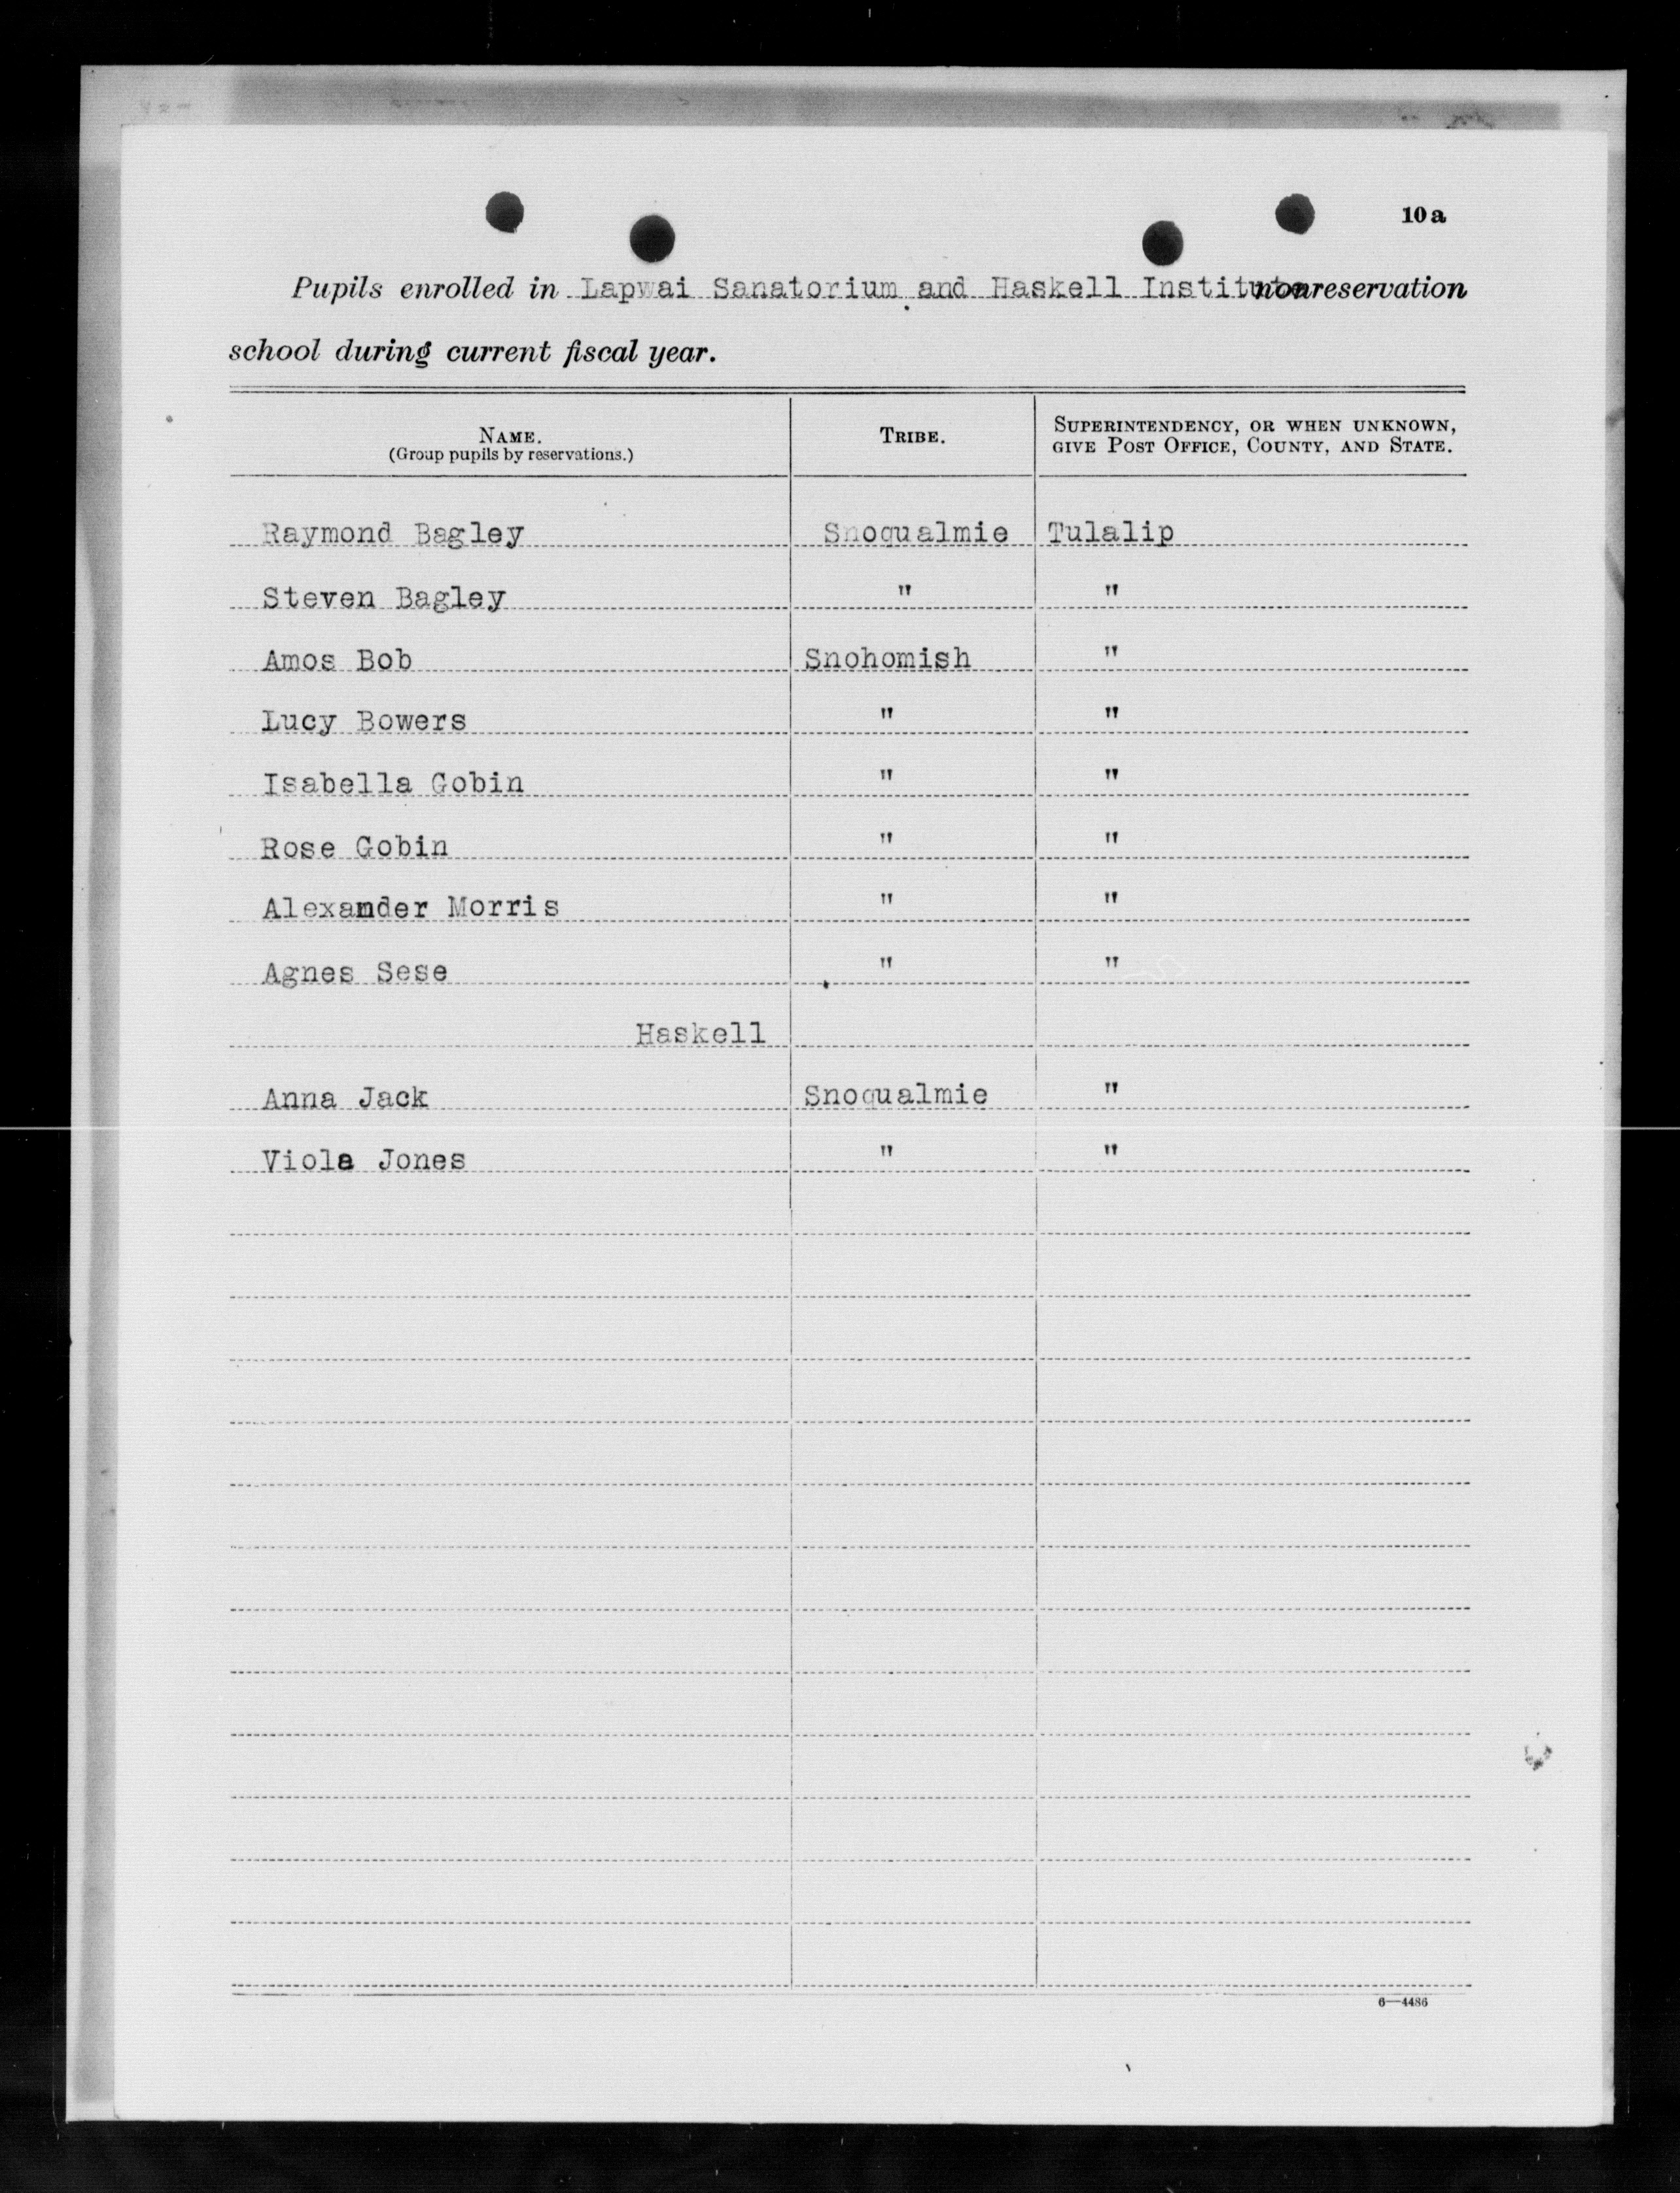 10a
Pupils enrolled in Lapwai Sanatorium and Haskell Institute nonreservation
school during current fiscal year.
NAME. TRIBE. SUPERINTENDENCY, OR WHEN UNKNOWN,
(Group pupils by reservations.) GIVE POST OFFICE, COUNTY, AND STATE.
Raymond Bagley Snoqualmie Tulalip
Steven Bagley " "
Amos Bob Snohomish "
Lucy Bowers " "
Isabella Gobin " "
Rose Gobin " "
Alexander Morris " "
Agnes Sese " "
Haskell
Anna Jack Snoqualmie "
Viola Jones " "
6—4486